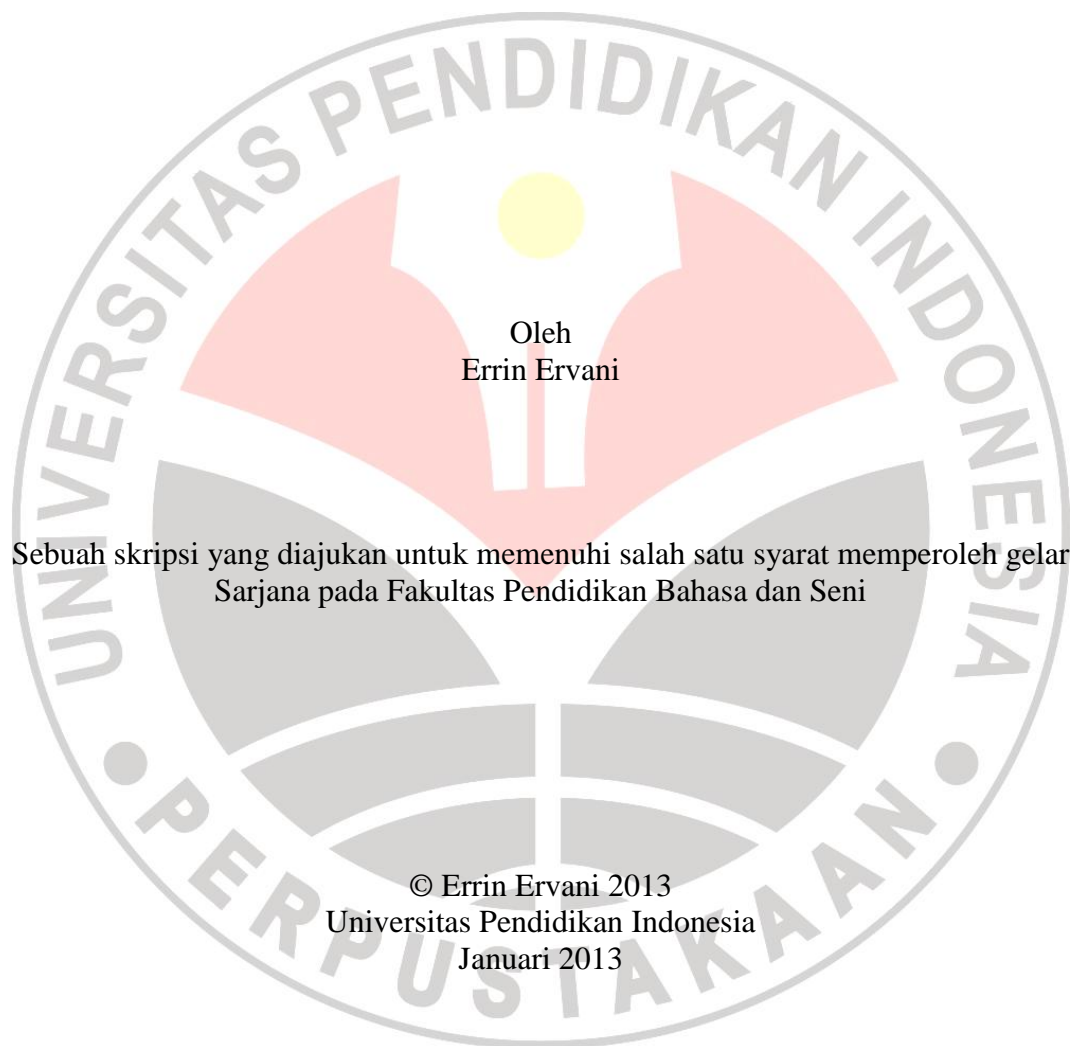 UNIVERSITAS PENDIDIKAN INDONESIA
Oleh
Errin Ervani
Sebuah skripsi yang diajukan untuk memenuhi salah satu syarat memperoleh gelar
Sarjana pada Fakultas Pendidikan Bahasa dan Seni
© Errin Ervani 2013
Universitas Pendidikan Indonesia
Januari 2013
PERPUSTAKAAN